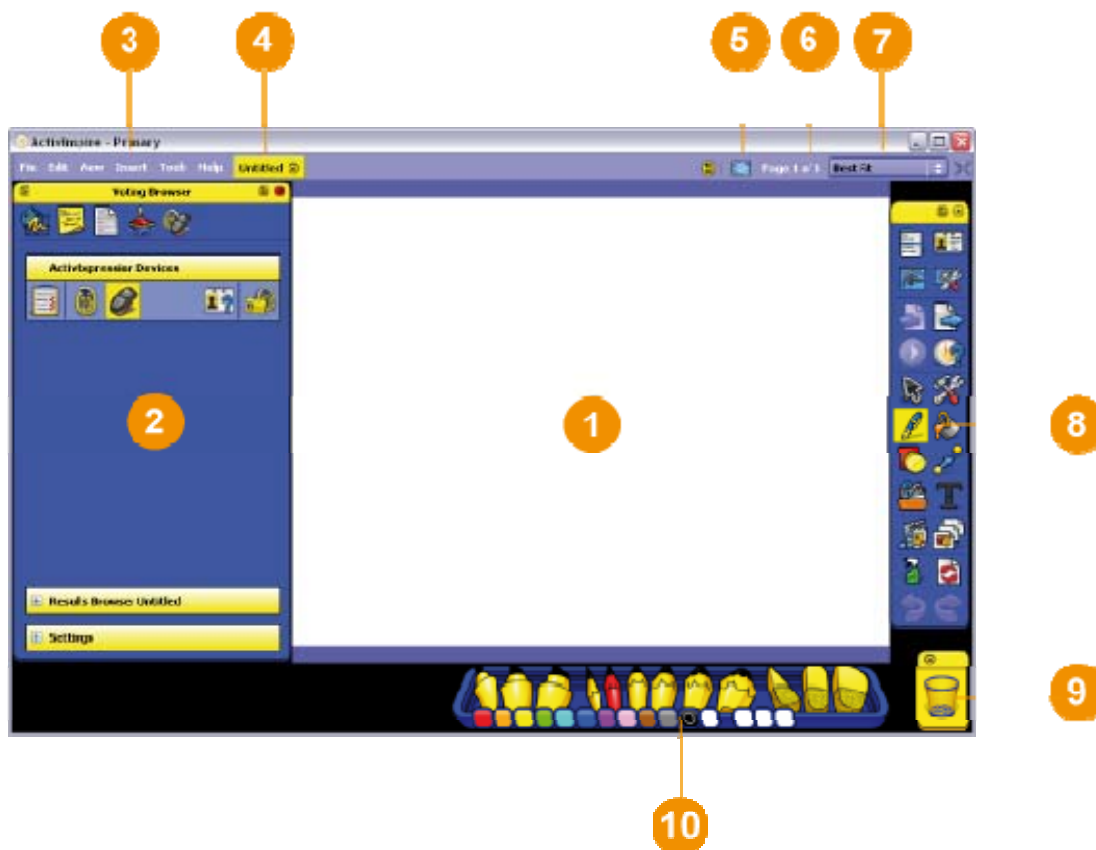 3
4
5
6
7
ActivInspire - Primary
File Edit View Insert Tools Help Untitled
Page 1 of 1 Best Fit
Voting Browser
ActivExpression Devices
2
1
8
Results Browser Untitled
Settings
9
10